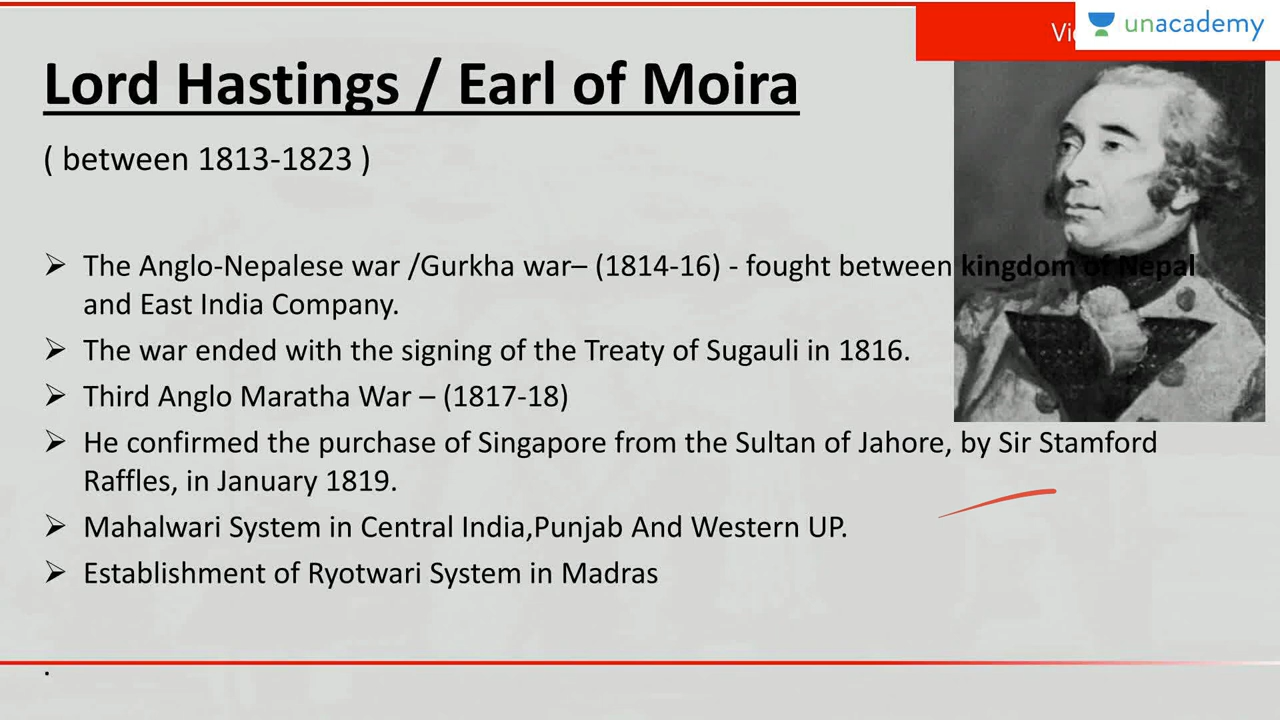 Vi
unacademy
Lord Hastings / Earl of Moira
( between 1813-1823 )
➢ The Anglo-Nepalese war /Gurkha war– (1814-16) - fought between kingdom of Nepal
and East India Company.
➢ The war ended with the signing of the Treaty of Sugauli in 1816.
➢ Third Anglo Maratha War – (1817-18)
➢ He confirmed the purchase of Singapore from the Sultan of Jahore, by Sir Stamford
Raffles, in January 1819.
➢ Mahalwari System in Central India,Punjab And Western UP.
➢ Establishment of Ryotwari System in Madras
.